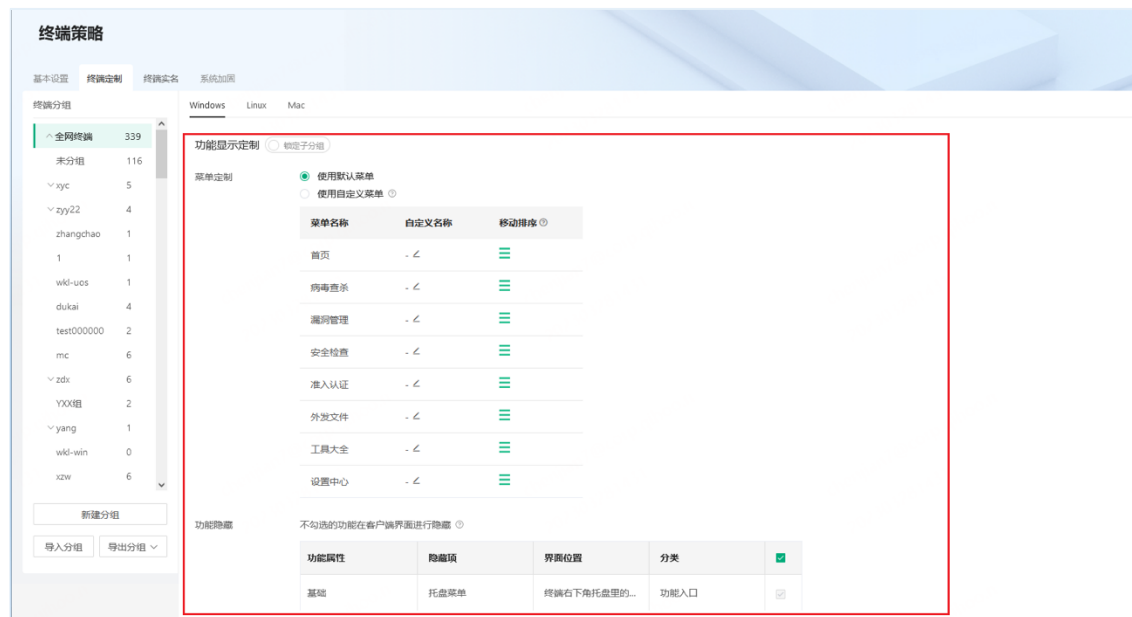 终端策略
基本设置 终端定制 终端实名 系统加固
终端分组
Windows Linux Mac
全网终端 339
未分组 116
xyc 5
zyy22 4
zhangchao 1
1 1
wkl-uos 1
dukai 4
test000000 2
mc 6
zdx 6
YXX组 2
yang 1
wkl-win 0
xzw 6
新建分组
导入分组 导出分组
功能显示定制 锁定子分组
菜单定制 使用默认菜单
使用自定义菜单
菜单名称 自定义名称 移动排序
首页 -
病毒查杀 -
漏洞管理 -
安全检查 -
准入认证 -
外发文件 -
工具大全 -
设置中心 -
功能隐藏 不勾选的功能在客户端界面进行隐藏
功能属性 隐藏项 界面位置 分类
基础 托盘菜单 终端右下角托盘里的... 功能入口